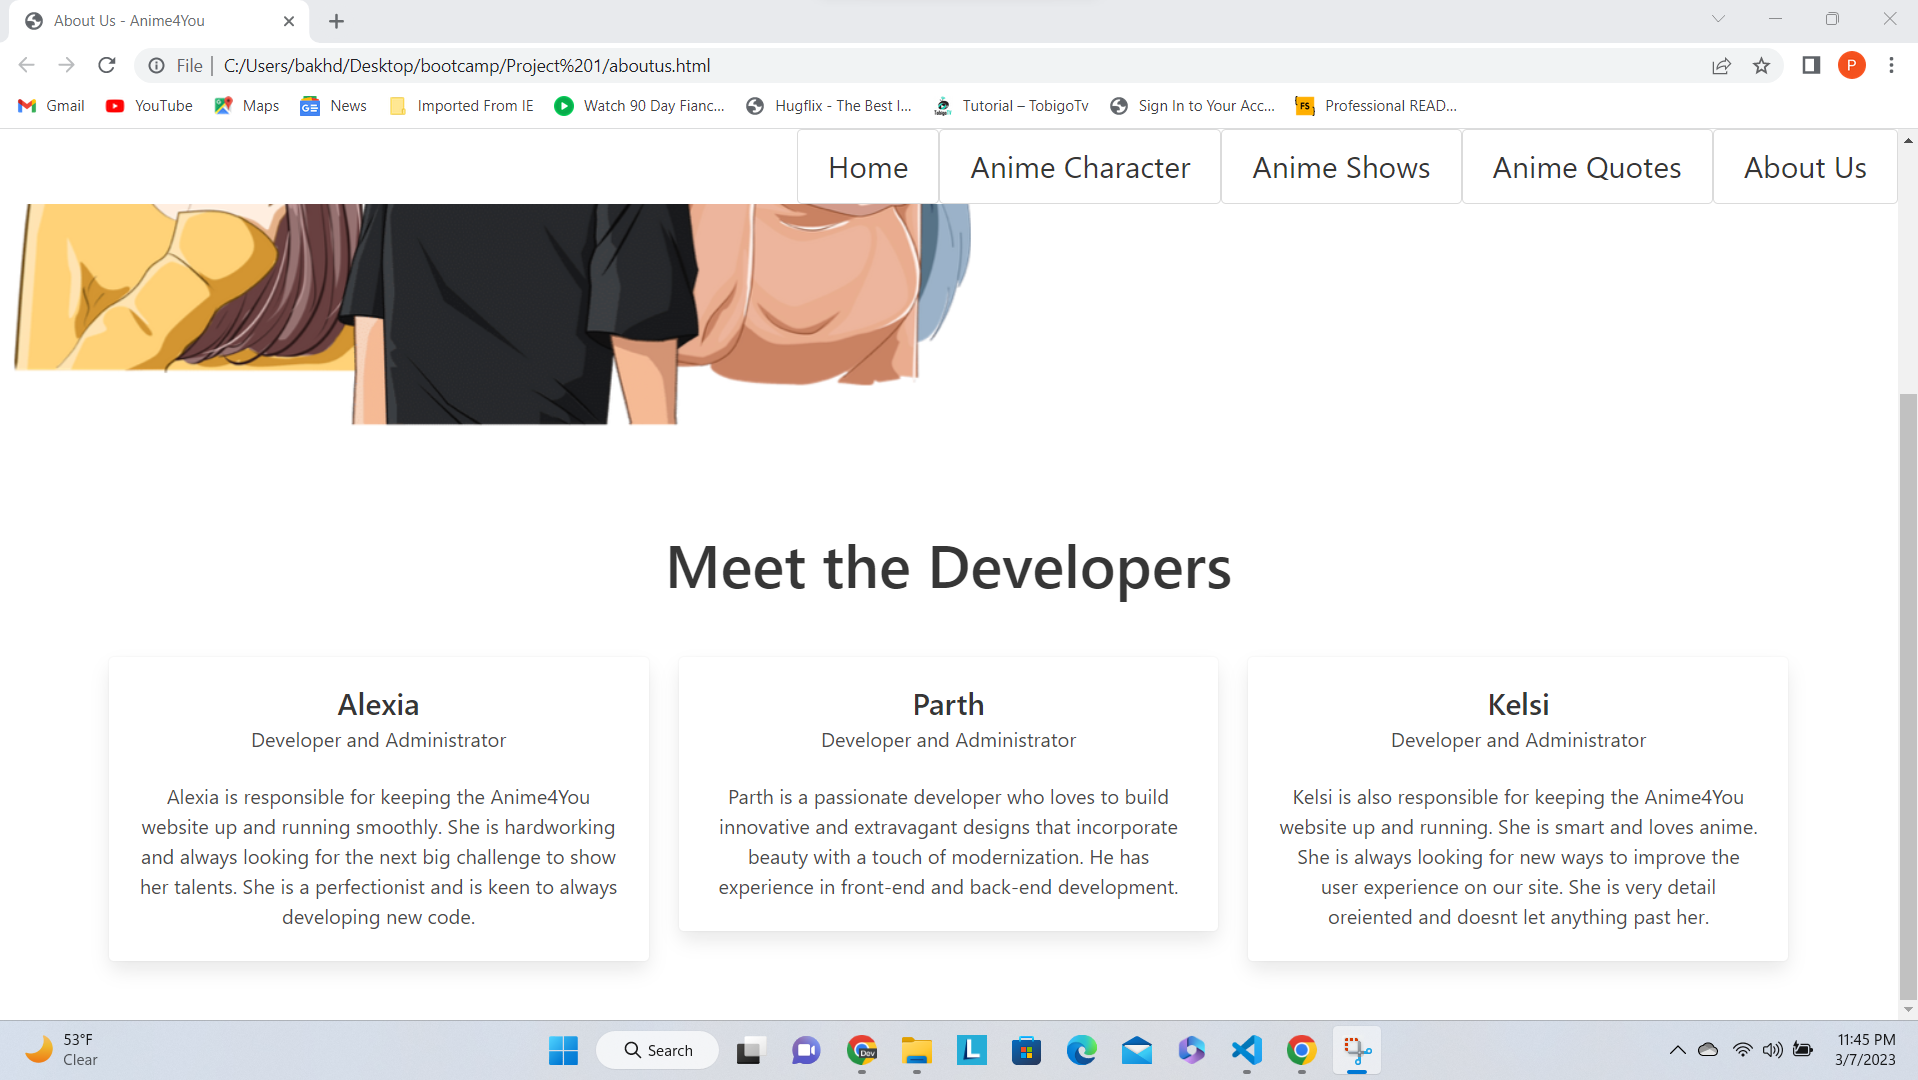 About Us - Anime4You
File | C:/Users/bakhd/Desktop/bootcamp/Project%201/aboutus.html
P
Gmail YouTube Maps News Imported From IE Watch 90 Day Fianc... Hugflix - The Best I... Tutorial – TobigoTv Sign In to Your Acc... Professional READ...
Home Anime Character Anime Shows Anime Quotes About Us
Meet the Developers
Alexia
Developer and Administrator
Alexia is responsible for keeping the Anime4You
website up and running smoothly. She is hardworking
and always looking for the next big challenge to show
her talents. She is a perfectionist and is keen to always
developing new code.
Parth
Developer and Administrator
Parth is a passionate developer who loves to build
innovative and extravagant designs that incorporate
beauty with a touch of modernization. He has
experience in front-end and back-end development.
Kelsi
Developer and Administrator
Kelsi is also responsible for keeping the Anime4You
website up and running. She is smart and loves anime.
She is always looking for new ways to improve the
user experience on our site. She is very detail
oreiented and doesnt let anything past her.
53°F
Clear
Search
Dev
L
11:45 PM
3/7/2023